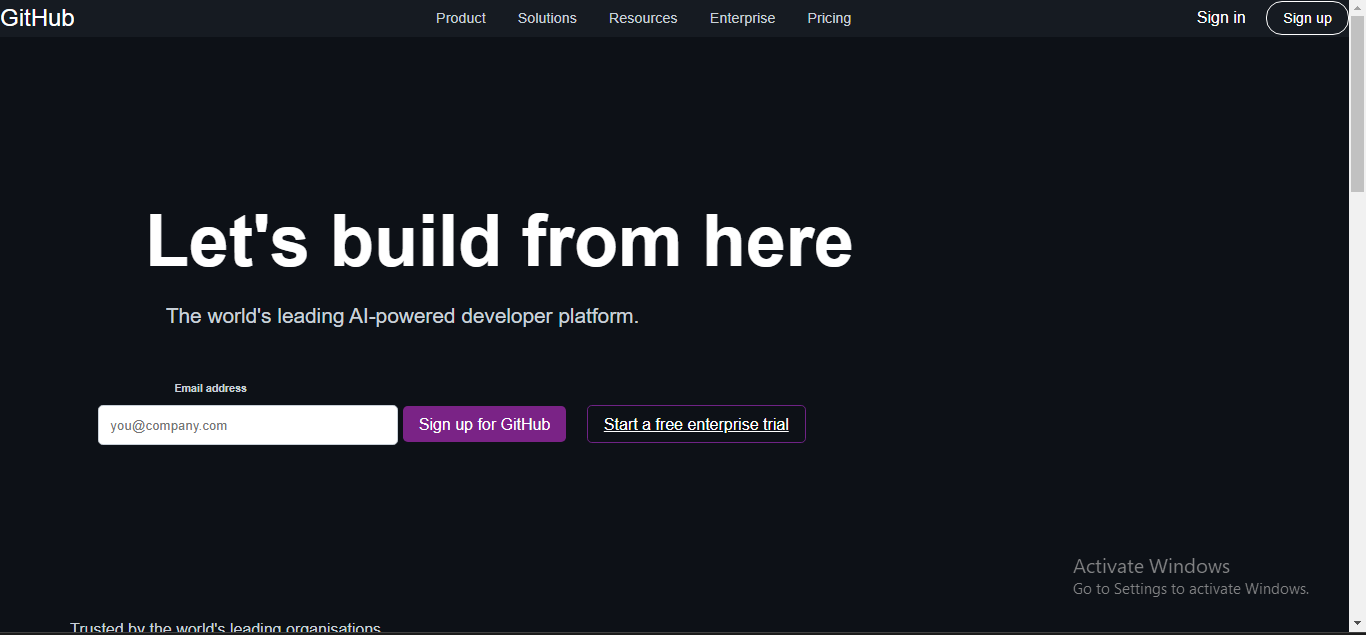 GitHub Product Solutions Resources Enterprise Pricing Sign in Sign up
Let's build from here
The world's leading AI-powered developer platform.
Email address
you@company.com Sign up for GitHub Start a free enterprise trial
Activate Windows
Go to Settings to activate Windows.
Trusted by the world's leading organisations